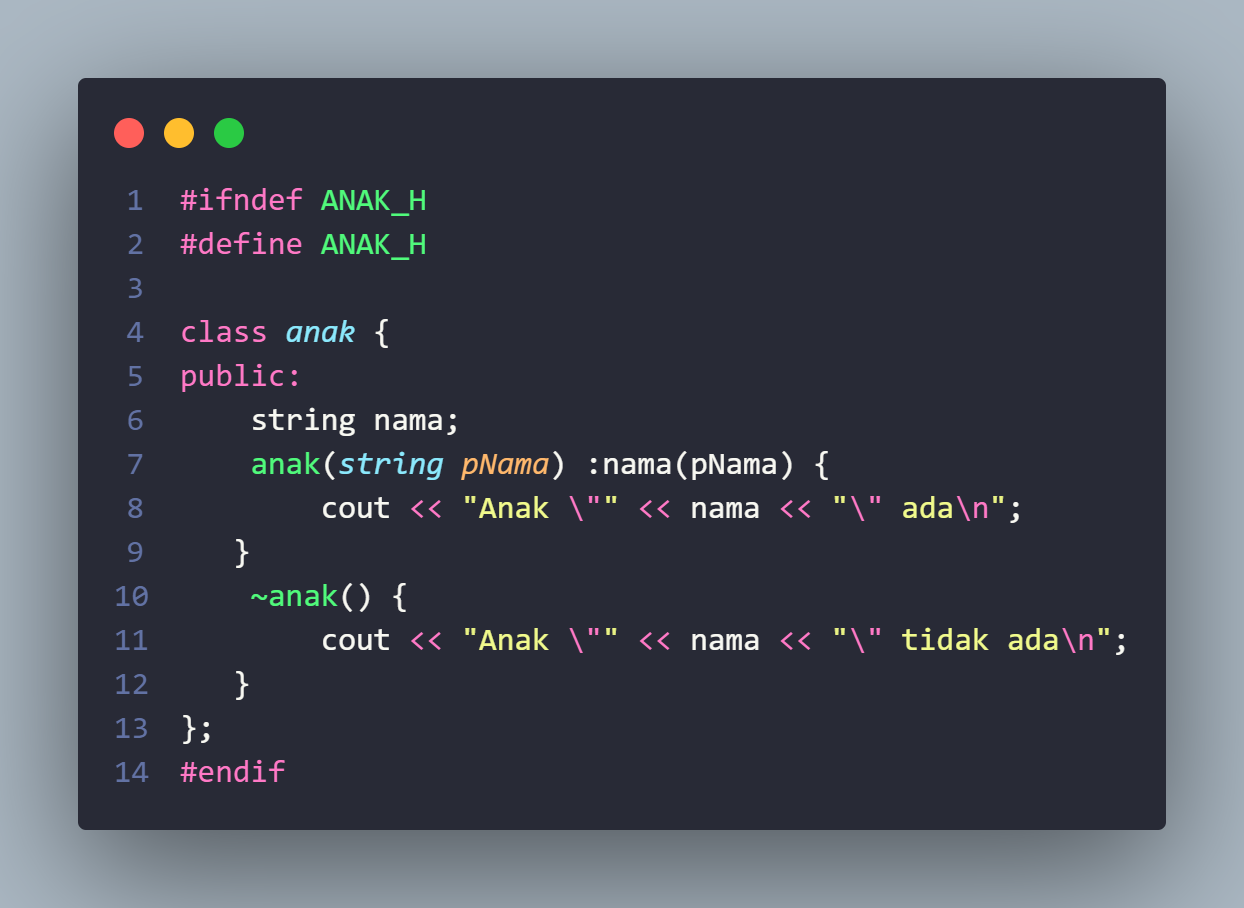 1 #ifndef ANAK_H
2 #define ANAK_H
3
4 class anak {
5 public:
6     string nama;
7     anak(string pNama) :nama(pNama) {
8         cout << "Anak \"" << nama << "\" ada\n";
9    }
10     ~anak() {
11         cout << "Anak \"" << nama << "\" tidak ada\n";
12    }
13 };
14 #endif